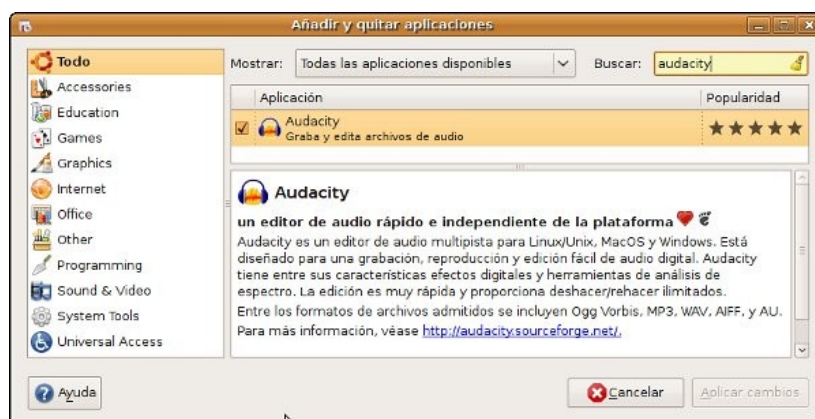 Añadir y quitar aplicaciones
Todo
Accessories
Education
Games
Graphics
Internet
Office
Other
Programming
Sound & Video
System Tools
Universal Access
Mostrar: Todas las aplicaciones disponibles Buscar: audacity
Aplicación Popularidad
Audacity
Graba y edita archivos de audio
Audacity
un editor de audio rápido e independiente de la plataforma
Audacity es un editor de audio multipista para Linux/Unix, MacOS y Windows. Está
diseñado para una grabación, reproducción y edición fácil de audio digital. Audacity
tiene entre sus características efectos digitales y herramientas de análisis de
espectro. La edición es muy rápida y proporciona deshacer/rehacer ilimitados.
Entre los formatos de archivos admitidos se incluyen Ogg Vorbis, MP3, WAV, AIFF, y AU.
Para más información, véase http://audacity.sourceforge.net/.
Ayuda Cancelar Aplicar cambios